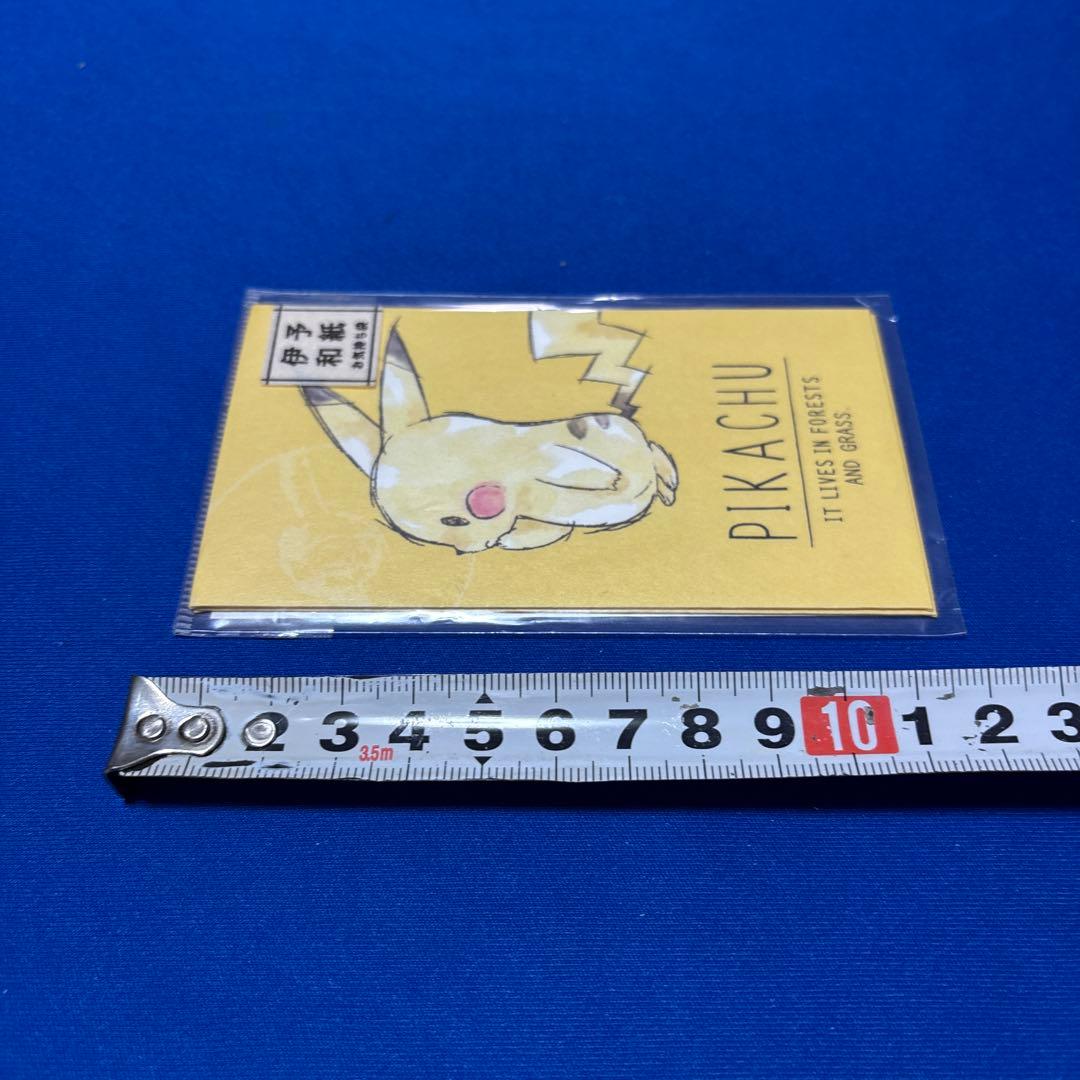 伊予
和紙
お気持ち袋
PIKACHU
IT LIVES IN FORESTS
AND GRASS.
2 3 4 5 6 7 8 9 10 1 2 3
3.5m